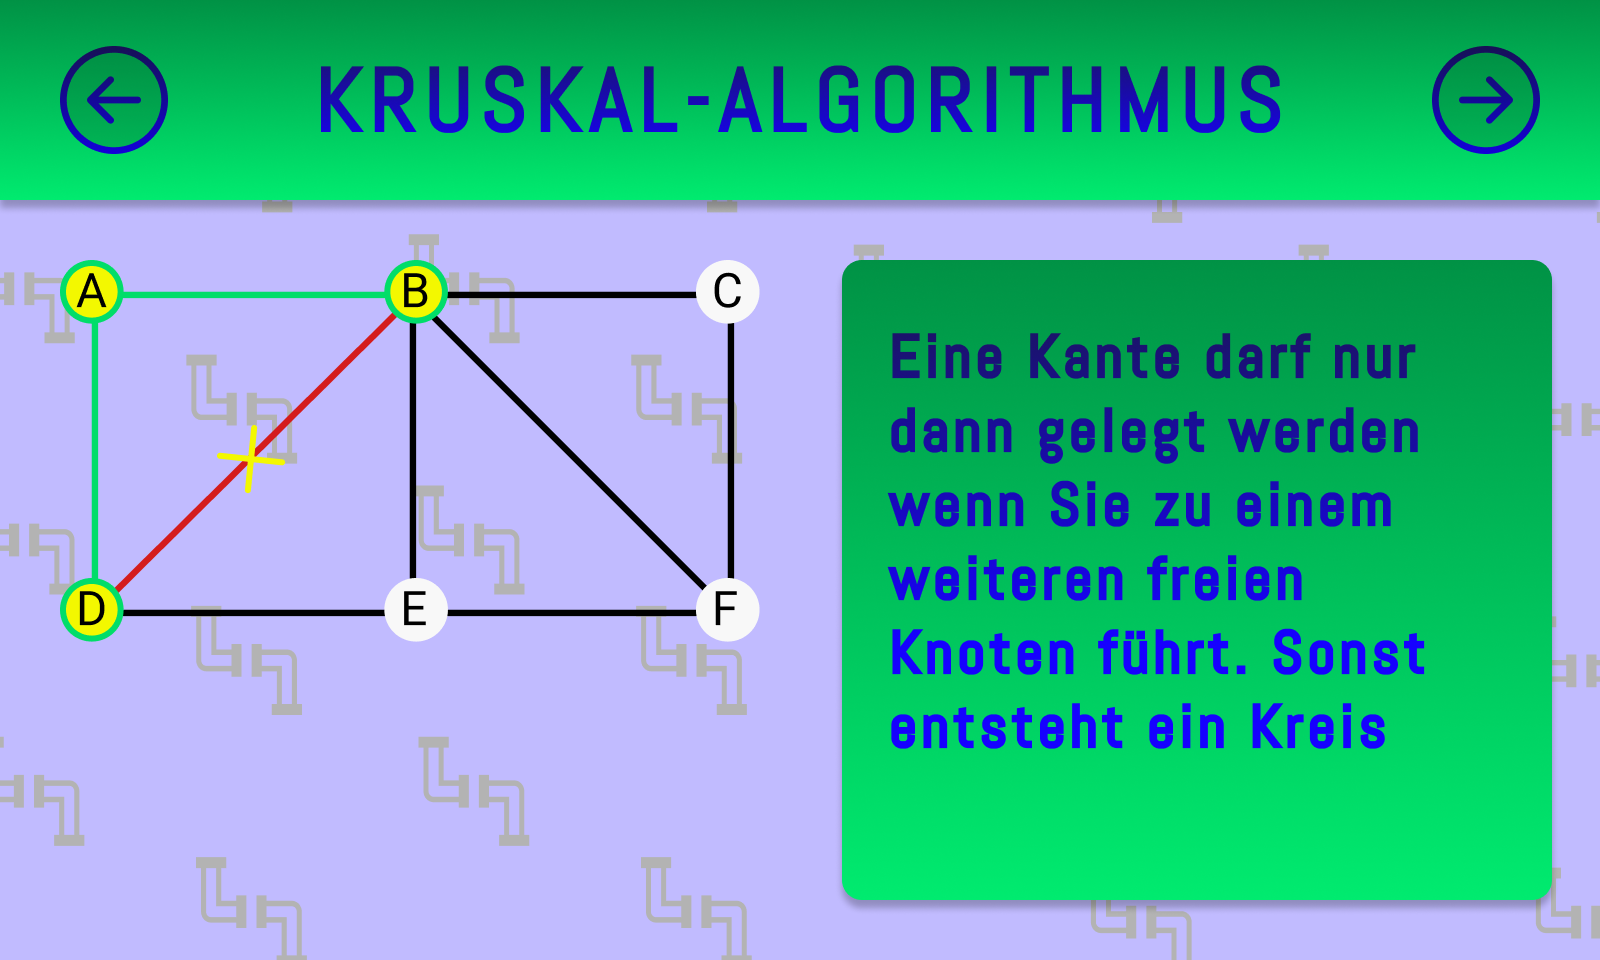 KRUSKAL-ALGORITHMUS
A
B
C
D
E
F
Eine Kante darf nur
dann gelegt werden
wenn Sie zu einem
weiteren freien
Knoten führt. Sonst
entsteht ein Kreis